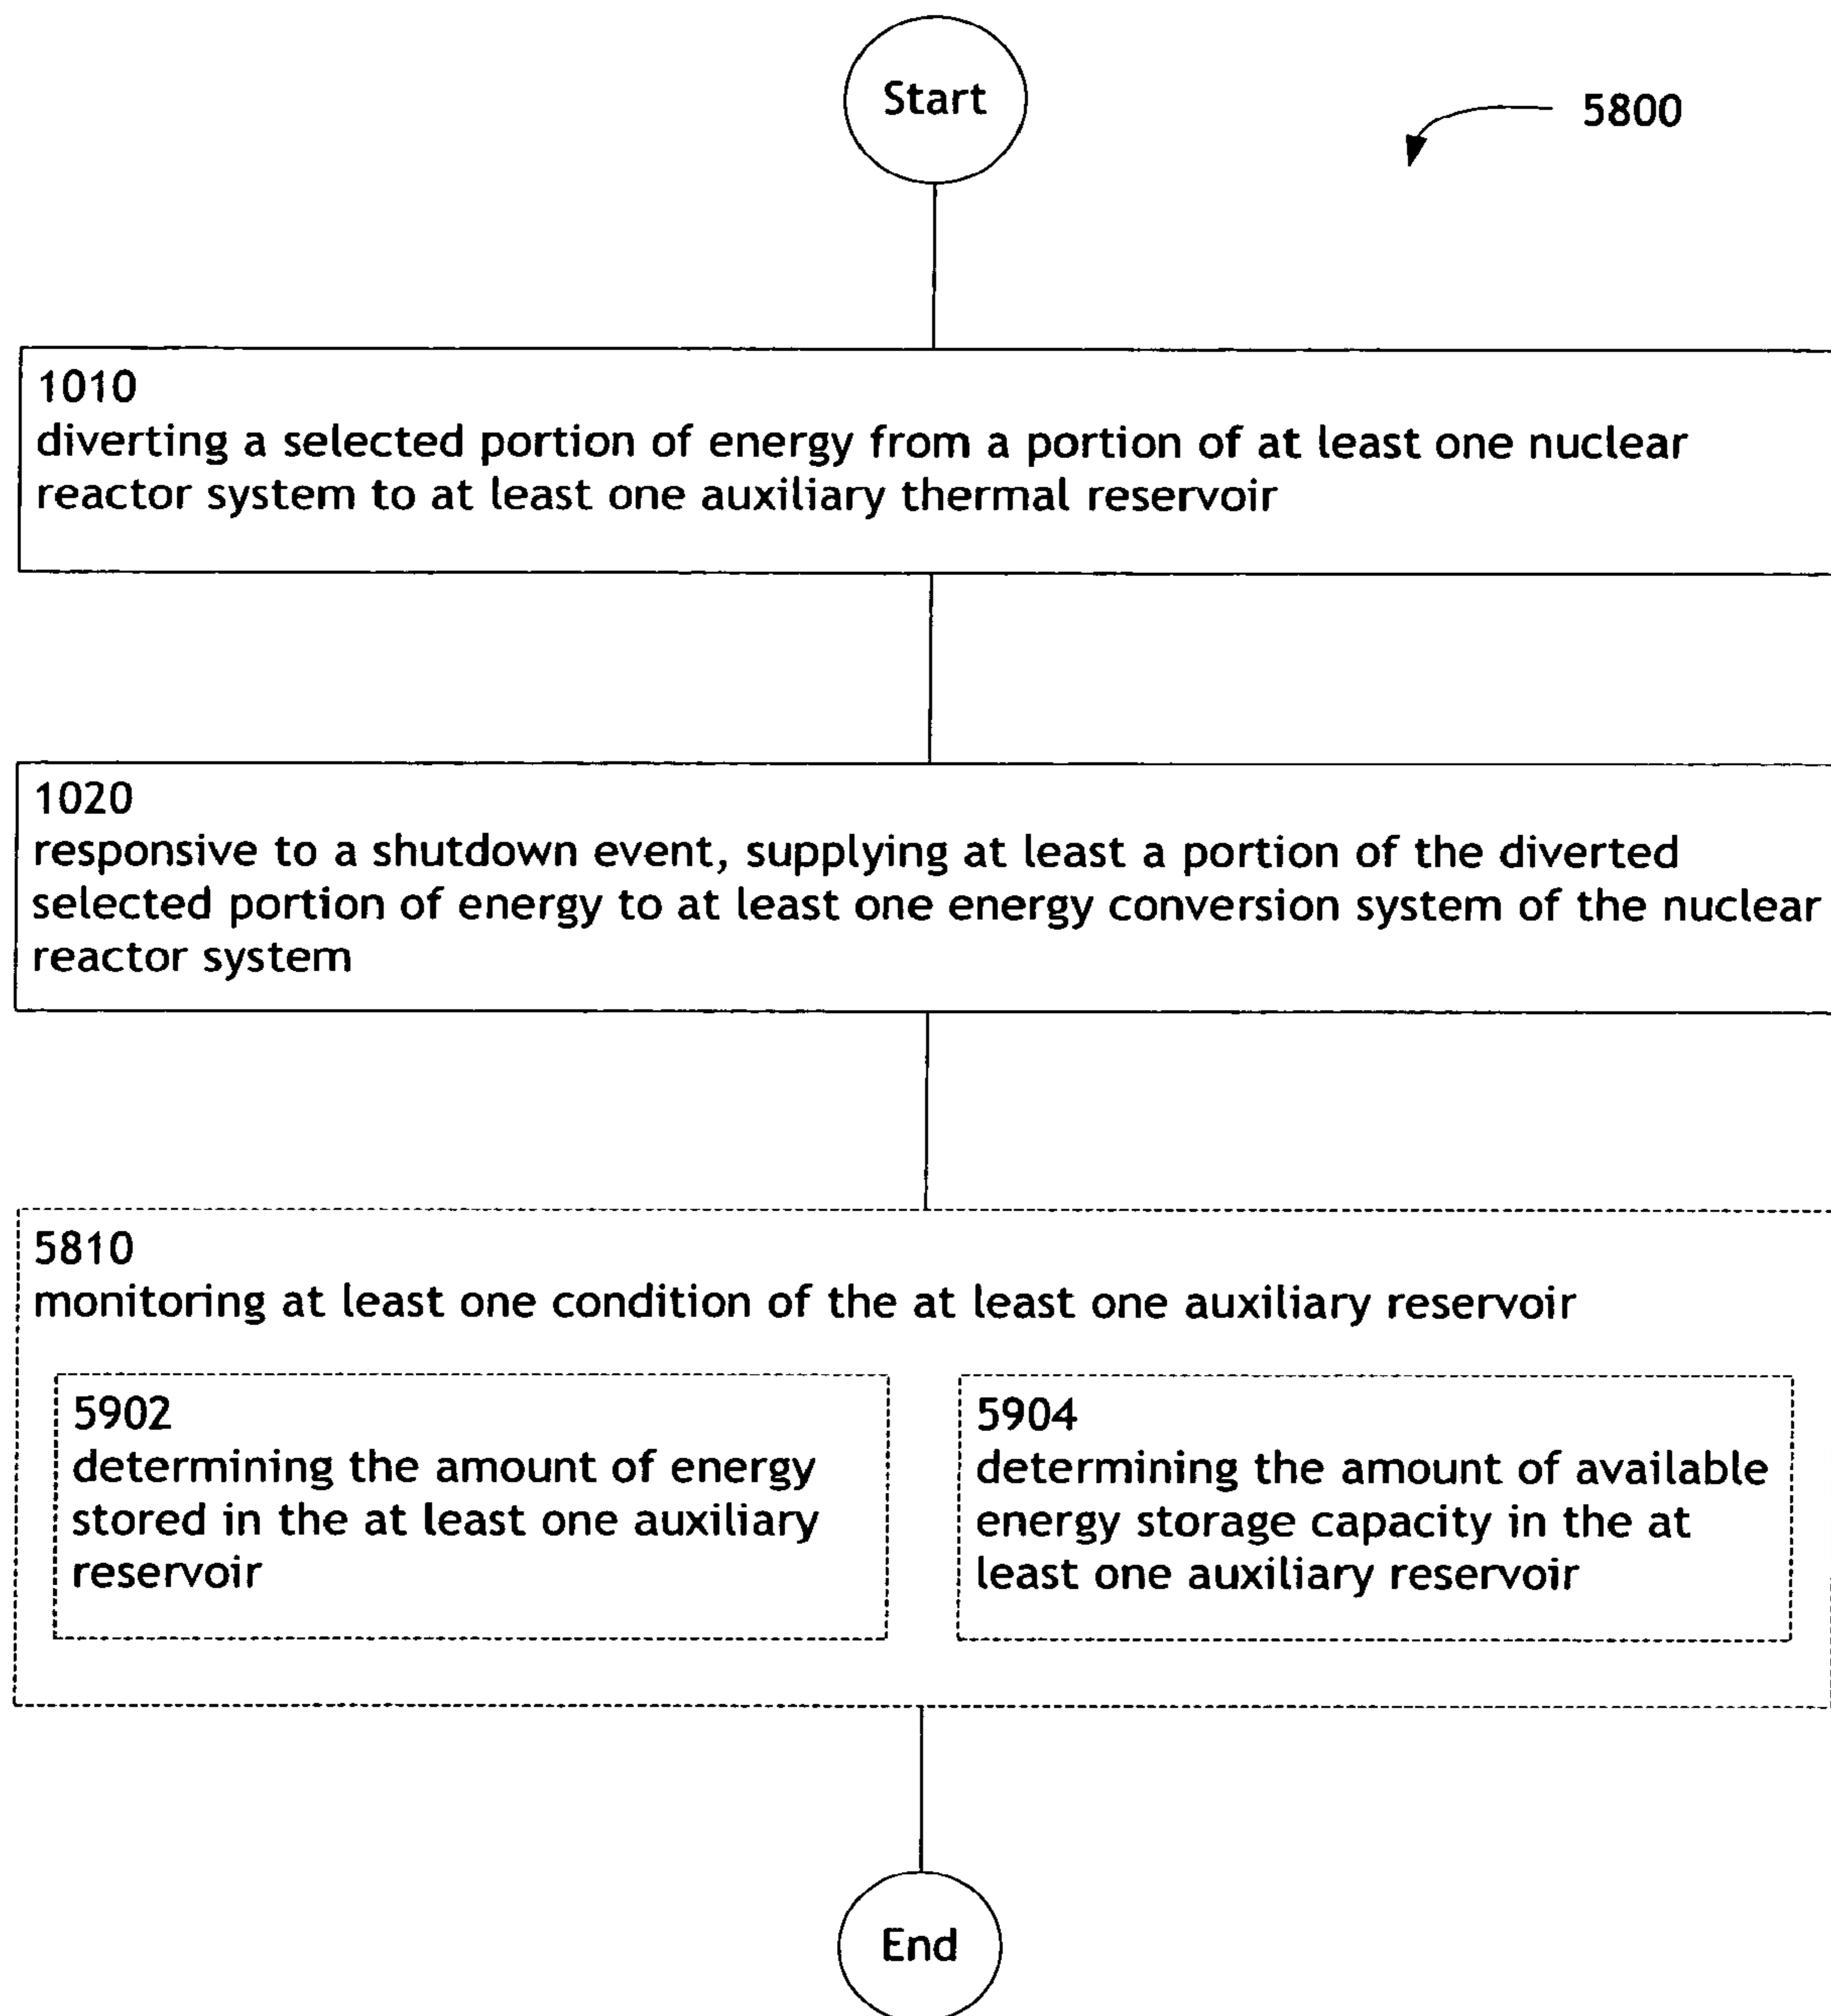 Start
5800
1010
diverting a selected portion of energy from a portion of at least one nuclear
reactor system to at least one auxiliary thermal reservoir
1020
responsive to a shutdown event, supplying at least a portion of the diverted
selected portion of energy to at least one energy conversion system of the nuclear
reactor system
5810
monitoring at least one condition of the at least one auxiliary reservoir
5902
determining the amount of energy
stored in the at least one auxiliary
reservoir
5904
determining the amount of available
energy storage capacity in the at
least one auxiliary reservoir
End